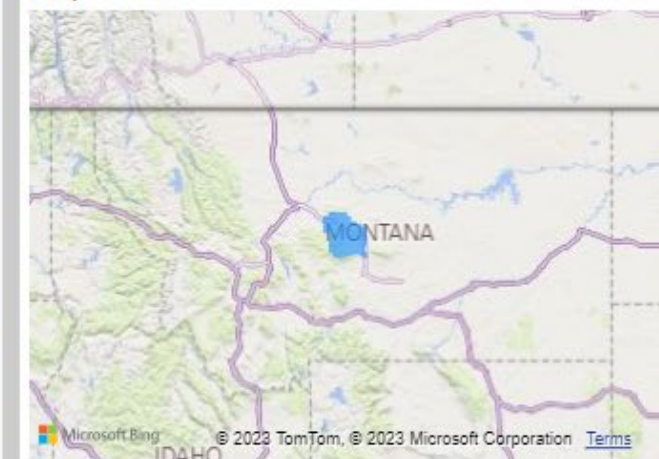 MONTANA
Microsoft Bing
© 2023 TomTom, © 2023 Microsoft Corporation Terms
IDAHO